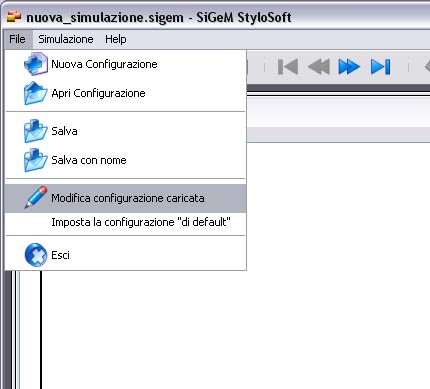 nuova_simulazione.sigem - SiGeM StyloSoft
File Simulazione Help
Nuova Configurazione
Apri Configurazione
Salva
Salva con nome
Modifica configurazione caricata
Imposta la configurazione "di default"
Esci